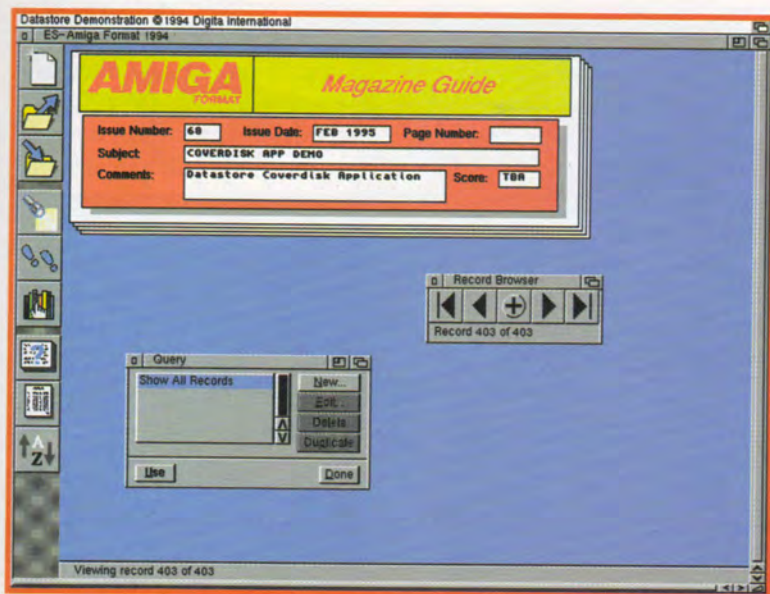 Datastore Demonstration ©1994 Digita International
ES-Amiga Format 1994
AMIGA
FORMAT
Magazine Guide
Issue Number: 68 Issue Date: FEB 1995 Page Number:
Subject: COVERDISK APP DEMO
Comments: Datastore Coverdisk Application Score: TBA
Record Browser
Record 403 of 403
Query
Show All Records
New...
Edit...
Delete
Duplicate
Use
Done
A
Z
Viewing record 403 of 403